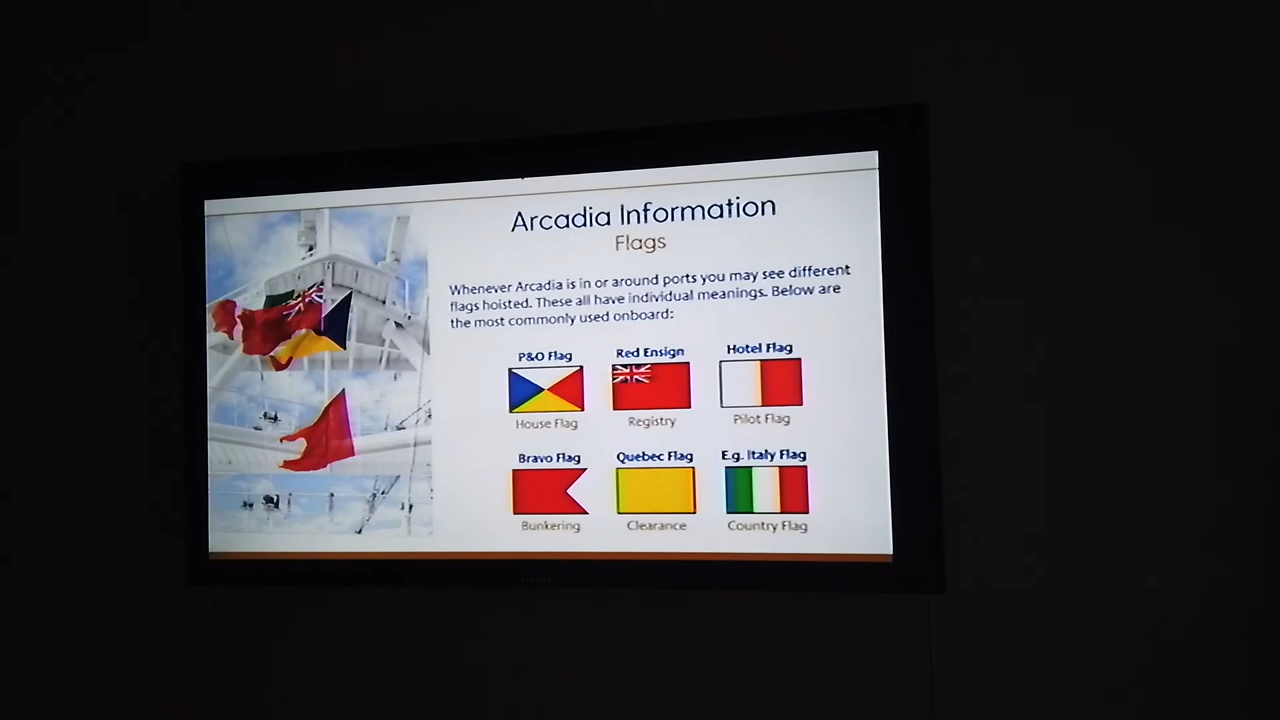 Arcadia Information
Flags
Whenever Arcadia is in or around ports you may see different
flags hoisted. These all have individual meanings. Below are
the most commonly used onboard:
P&O Flag Red Ensign Hotel Flag
House Flag Registry Pilot Flag
Bravo Flag Quebec Flag E.g. Italy Flag
Bunkering Clearance Country Flag